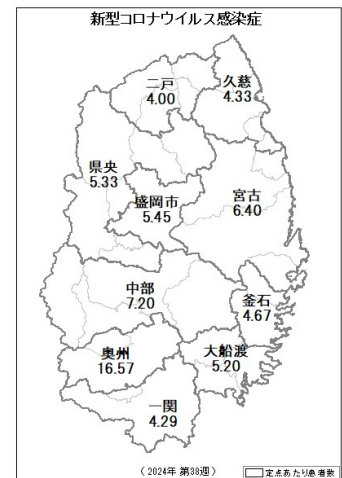 新型コロナウイルス感染症
二戸
4.00
久慈
4.33
県央
5.33
盛岡市
5.45
宮古
6.40
中部
7.20
釜石
4.67
奥州
16.57
大船渡
5.20
一関
4.29
(2024年 第38週)
定点あたり患者数